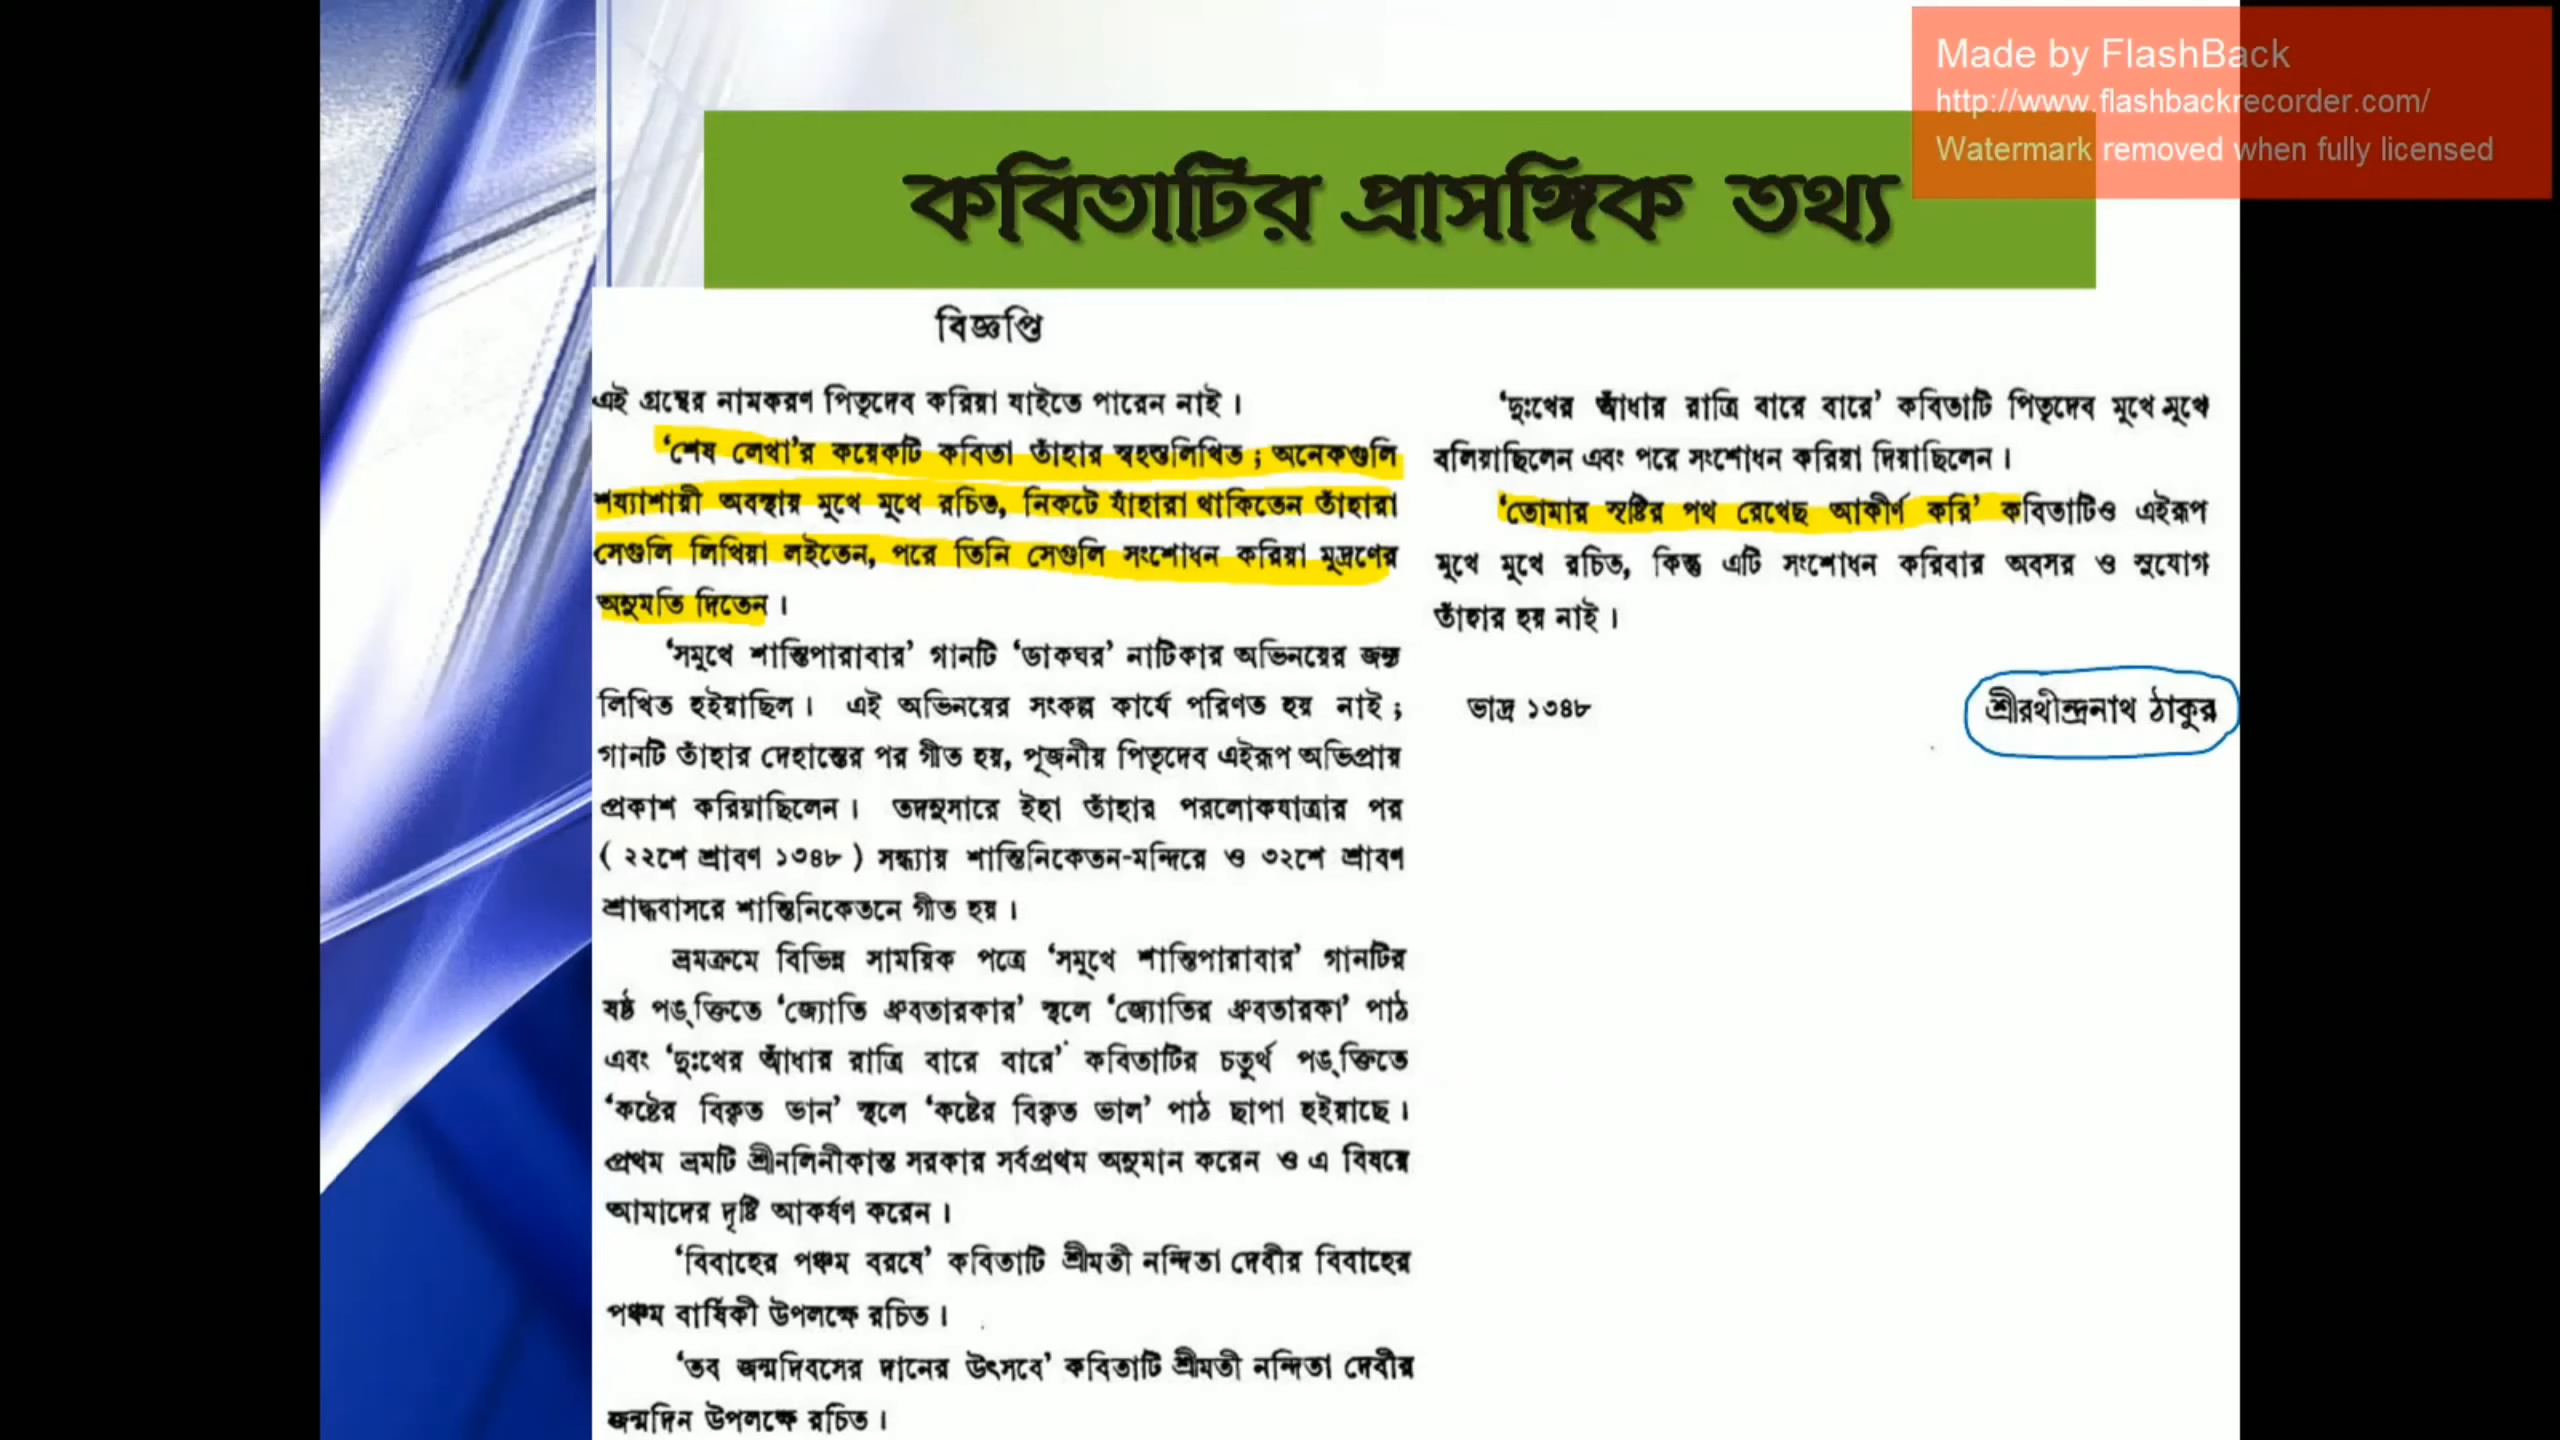 Made by FlashBack
http://www.flashbackrecorder.com/
Watermark removed when fully licensed
কবিতাটির প্রাসঙ্গিক তথ্য
বিজ্ঞপ্তি
এই গ্রন্থের নামকরণ পিতৃদেব করিয়া যাইতে পারেন নাই।
‘শেষ লেখা’র কয়েকটি কবিতা তাঁহার স্বহস্তলিখিত; অনেকগুলি
শয্যাশায়ী অবস্থায় মুখে মুখে রচিত, নিকটে যাঁহারা থাকিতেন তাঁহারা
সেগুলি লিখিয়া লইতেন, পরে তিনি সেগুলি সংশোধন করিয়া মুদ্রণের
অনুমতি দিতেন।
‘সমুখে শান্তিপারাবার’ গানটি ‘ডাকঘর’ নাটিকার অভিনয়ের জন্য
লিখিত হইয়াছিল। এই অভিনয়ের সংকল্প কার্যে পরিণত হয় নাই;
গানটি তাঁহার দেহান্তের পর গীত হয়, পূজনীয় পিতৃদেব এইরূপ অভিপ্রায়
প্রকাশ করিয়াছিলেন। তদনুসারে ইহা তাঁহার পরলোকযাত্রার পর
(২২শে শ্রাবণ ১৩৪৮) সন্ধ্যায় শান্তিনিকেতন-মন্দিরে ও ৩২শে শ্রাবণ
শ্রাদ্ধবাসরে শান্তিনিকেতনে গীত হয়।
ভ্রমক্রমে বিভিন্ন সাময়িক পত্রে ‘সমুখে শান্তিপারাবার’ গানটির
ষষ্ঠ পঙ্‌ক্তিতে ‘জ্যোতি ধ্রুবতারকার’ স্থলে ‘জ্যোতির ধ্রুবতারকা’ পাঠ
এবং ‘দুঃখের আঁধার রাত্রি বারে বারে’ কবিতাটির চতুর্থ পঙ্‌ক্তিতে
‘কষ্টের বিকৃত ভান’ স্থলে ‘কষ্টের বিকৃত ভাল’ পাঠ ছাপা হইয়াছে।
প্রথম ভ্রমটি শ্রীনলিনীকান্ত সরকার সর্বপ্রথম অনুমান করেন ও এ বিষয়ে
আমাদের দৃষ্টি আকর্ষণ করেন।
‘বিবাহের পঞ্চম বরষে’ কবিতাটি শ্রীমতী নন্দিতা দেবীর বিবাহের
পঞ্চম বার্ষিকী উপলক্ষে রচিত।
‘তব জন্মদিবসের দানের উৎসবে’ কবিতাটি শ্রীমতী নন্দিতা দেবীর
জন্মদিন উপলক্ষে রচিত।
‘দুঃখের আঁধার রাত্রি বারে বারে’ কবিতাটি পিতৃদেব মুখে মুখে
বলিয়াছিলেন এবং পরে সংশোধন করিয়া দিয়াছিলেন।
‘তোমার সৃষ্টির পথ রেখেছ আকীর্ণ করি’ কবিতাটিও এইরূপ
মুখে মুখে রচিত, কিন্তু এটি সংশোধন করিবার অবসর ও সুযোগ
তাঁহার হয় নাই।
ভাদ্র ১৩৪৮ শ্রীরথীন্দ্রনাথ ঠাকুর